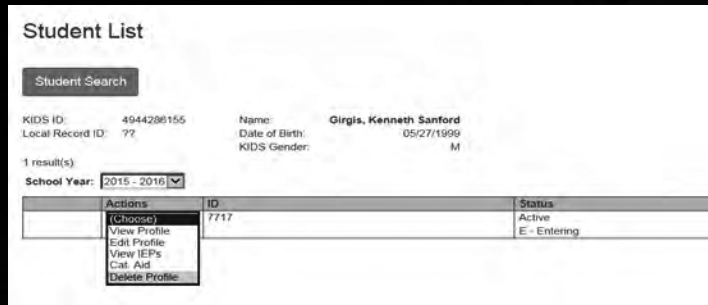 Student List
Student Search
KIDS ID: 4944286155 Name: Girgis, Kenneth Sanford
Local Record ID: ?? Date of Birth: 05/27/1999
KIDS Gender: M
1 result(s)
School Year: 2015 - 2016
Actions ID Status
(Choose) 7717 Active
View Profile E - Entering
Edit Profile
View IEPs
Cat. Aid
Delete Profile